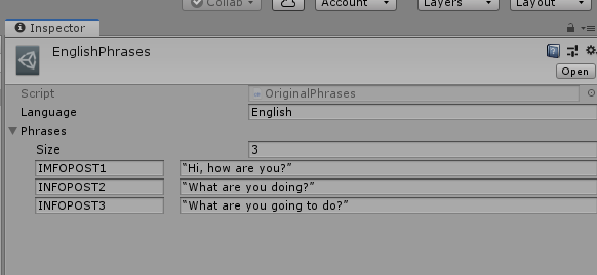 Collab
Account
Layers
Layout
Inspector
EnglishPhrases
Open
Script OriginalPhrases
Language English
Phrases
Size 3
IMFOPOST1 "Hi, how are you?"
INFOPOST2 "What are you doing?"
INFOPOST3 "What are you going to do?"